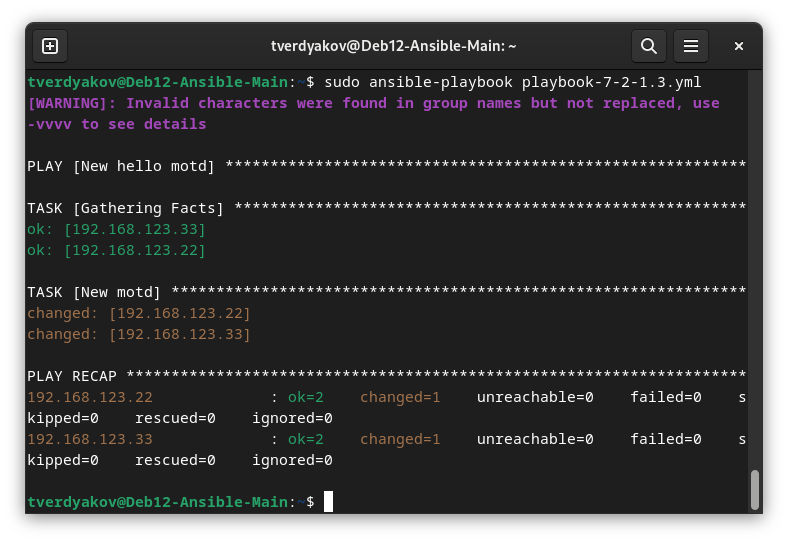 tverdyakov@Deb12-Ansible-Main: ~
tverdyakov@Deb12-Ansible-Main:~$ sudo ansible-playbook playbook-7-2-1.3.yml
[WARNING]: Invalid characters were found in group names but not replaced, use
-vvvv to see details
PLAY [New hello motd] **********************************************************
TASK [Gathering Facts] *********************************************************
ok: [192.168.123.33]
ok: [192.168.123.22]
TASK [New motd] ****************************************************************
changed: [192.168.123.22]
changed: [192.168.123.33]
PLAY RECAP *********************************************************************
192.168.123.22             : ok=2    changed=1    unreachable=0    failed=0    s
kipped=0    rescued=0    ignored=0
192.168.123.33             : ok=2    changed=1    unreachable=0    failed=0    s
kipped=0    rescued=0    ignored=0
tverdyakov@Deb12-Ansible-Main:~$